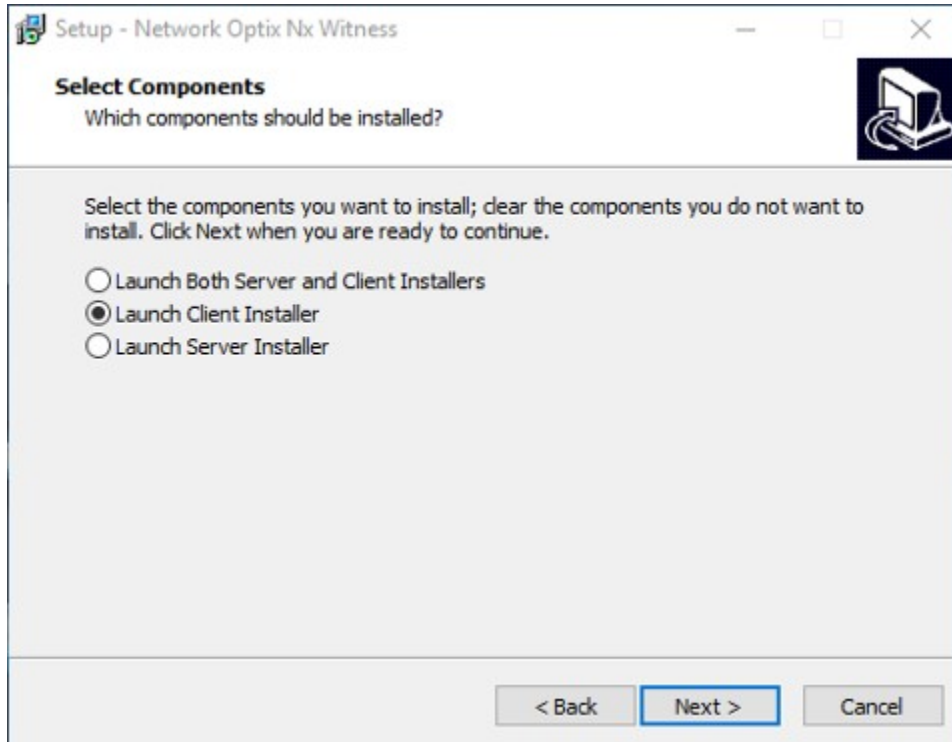 Setup - Network Optix Nx Witness
Select Components
Which components should be installed?
Select the components you want to install; clear the components you do not want to
install. Click Next when you are ready to continue.
Launch Both Server and Client Installers
Launch Client Installer
Launch Server Installer
< Back Next > Cancel